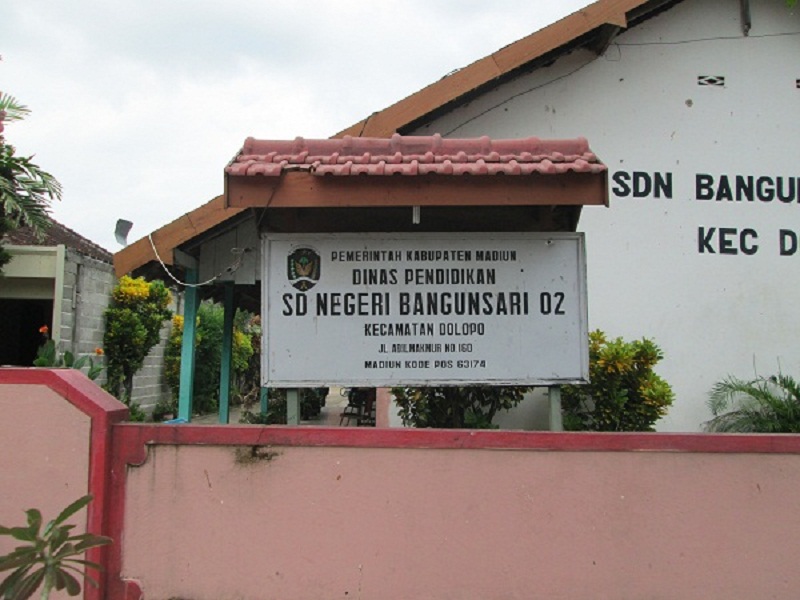 PEMERINTAH KABUPATEN MADIUN
DINAS PENDIDIKAN
SD NEGERI BANGUNSARI 02
KECAMATAN DOLOPO
JL. ADILMAKMUR NO 160
MADIUN KODE POS 63174
SDN BANGU
KEC D